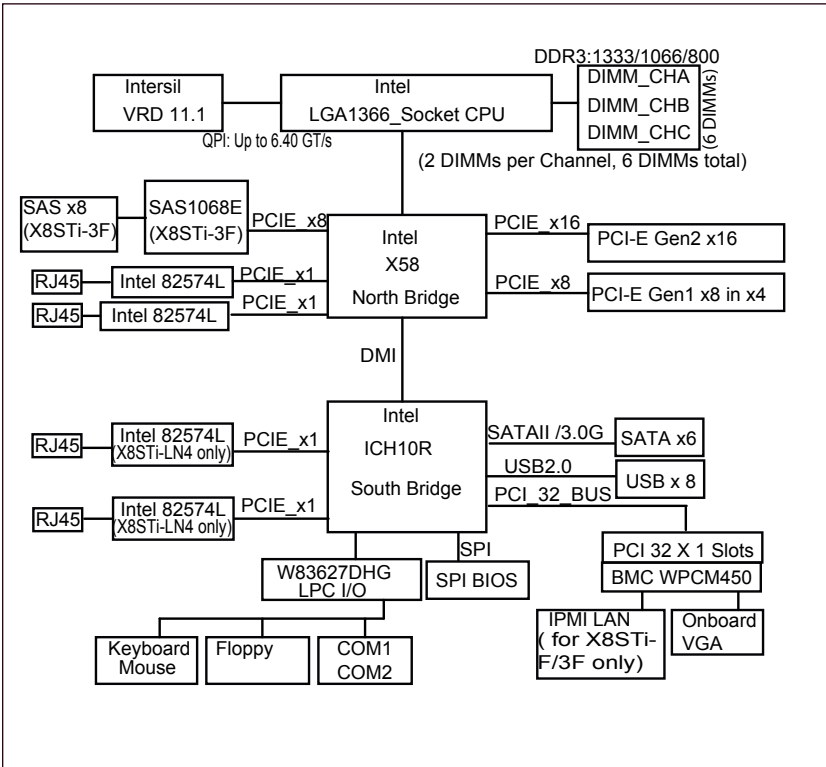 DDR3:1333/1066/800
Intersil
VRD 11.1
Intel
LGA1366_Socket CPU
DIMM_CHA
DIMM_CHB
DIMM_CHC
(6 DIMMs)
QPI: Up to 6.40 GT/s
(2 DIMMs per Channel, 6 DIMMs total)
SAS x8
(X8STi-3F)
SAS1068E
(X8STi-3F)
PCIE_x8
Intel
X58
North Bridge
PCIE_x16
PCI-E Gen2 x16
RJ45
Intel 82574L
PCIE_x1
PCIE_x8
PCI-E Gen1 x8 in x4
RJ45
Intel 82574L
PCIE_x1
DMI
Intel
ICH10R
South Bridge
RJ45
Intel 82574L
(X8STi-LN4 only)
PCIE_x1
SATAII /3.0G
SATA x6
USB2.0
USB x 8
RJ45
Intel 82574L
(X8STi-LN4 only)
PCIE_x1
PCI_32_BUS
SPI
W83627DHG
LPC I/O
SPI BIOS
PCI 32 X 1 Slots
BMC WPCM450
Keyboard
Mouse
Floppy
COM1
COM2
IPMI LAN
( for X8STi-
F/3F only)
Onboard
VGA